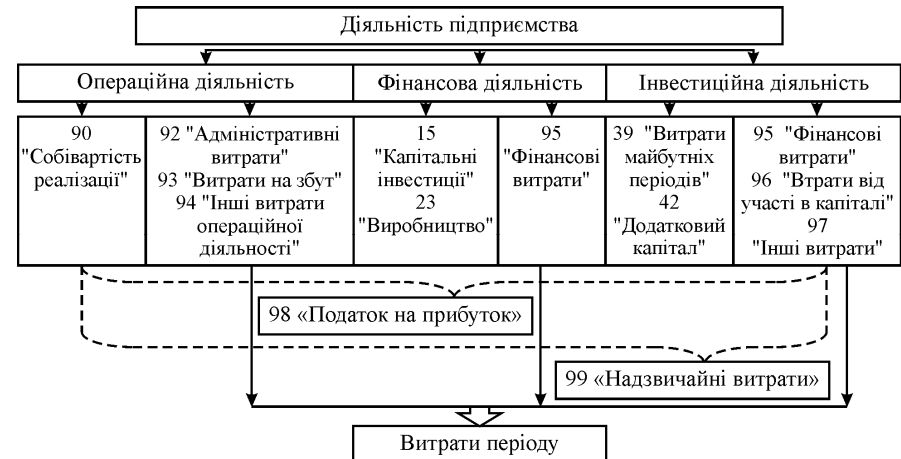 Діяльність підприємства
Операційна діяльність
Фінансова діяльність
Інвестиційна діяльність
90
"Собівартість
реалізації"
92 "Адміністративні
витрати"
93 "Витрати на збут"
94 "Інші витрати
операційної
діяльності"
15
"Капітальні
інвестиції"
23
"Виробництво"
95
"Фінансові
витрати"
39 "Витрати
майбутніх
періодів"
42
"Додатковий
капітал"
95 "Фінансові
витрати"
96 "Втрати від
участі в капіталі"
97
"Інші витрати"
98 «Податок на прибуток»
99 «Надзвичайні витрати»
Витрати періоду